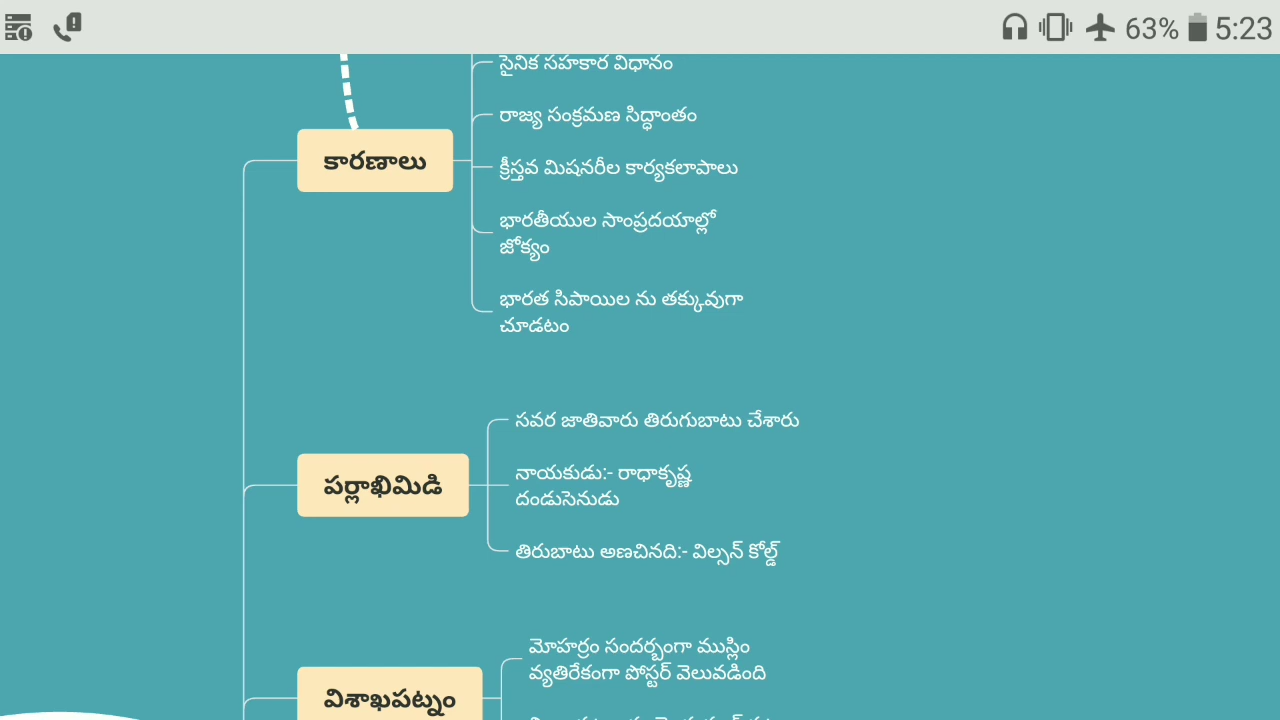 63% 5:23
సైనిక సహకార విధానం
రాజ్య సంక్రమణ సిద్ధాంతం
కారణాలు
క్రీస్తవ మిషనరీల కార్యకలాపాలు
భారతీయుల సాంప్రదయాల్లో
జోక్యం
భారత సిపాయిల ను తక్కువుగా
చూడటం
సవర జాతివారు తిరుగుబాటు చేశారు
పర్లాఖిమిడి
నాయకుడు:- రాధాకృష్ణ
దండుసెనుడు
తిరుబాటు అణచినది:- విల్సన్ కోల్డ్
మోహర్రం సందర్భంగా ముస్లిం
వ్యతిరేకంగా పోస్టర్ వెలువడింది
విశాఖపట్నం